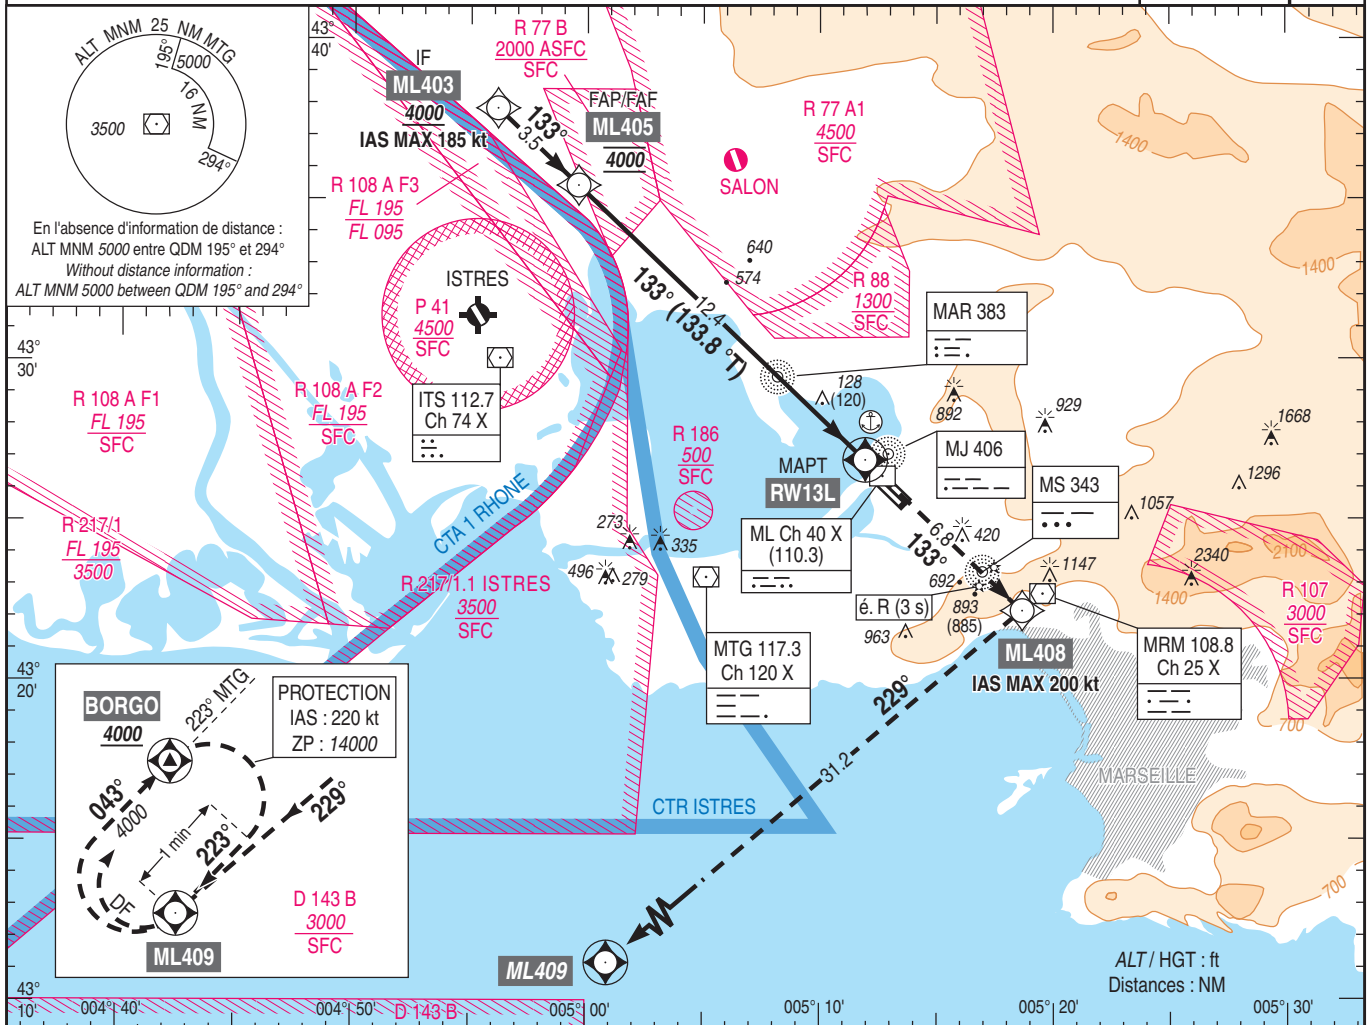 ALT MNM 25 NM MTG
195°
5000
16 NM
3500
294°
En l'absence d'information de distance :
ALT MNM 5000 entre QDM 195° et 294°
Without distance information :
ALT MNM 5000 between QDM 195° and 294°
43°
40'
IF
ML403
4000
IAS MAX 185 kt
R 77 B
2000 ASFC
SFC
FAP/FAF
ML405
4000
133°
3.5
R 77 A1
4500
SFC
SALON
1400
R 108 A F3
FL 195
FL 095
640
574
ISTRES
P 41
4500
SFC
133° (133.8 °T)
12.4
R 88
1300
SFC
MAR 383
1400
43°
30'
ITS 112.7
Ch 74 X
R 108 A F1
FL 195
SFC
R 108 A F2
FL 195
SFC
128
(120)
892
929
1668
R 186
500
SFC
MAPT
RW13L
MJ 406
MS 343
1296
1057
CTA 1 RHONE
R 217/1
FL 195
3500
273
335
496
279
ML Ch 40 X
(110.3)
6.8
133°
420
2100
2340
1147
1400
692
R 217/1.1 ISTRES
3500
SFC
é. R (3 s)
893
(885)
963
R 107
3000
SFC
MTG 117.3
Ch 120 X
ML408
IAS MAX 200 kt
MRM 108.8
Ch 25 X
43°
20'
229°
31.2
700
MARSEILLE
BORGO
4000
223° MTG
PROTECTION
IAS : 220 kt
ZP : 14000
043°
4000
1 min
223°
229°
DF
ML409
D 143 B
3000
SFC
CTR ISTRES
700
ML409
ALT / HGT : ft
Distances : NM
43°
10'
004° 40'
004° 50'
D 143 B
005° 00'
005° 10'
005° 20'
005° 30'